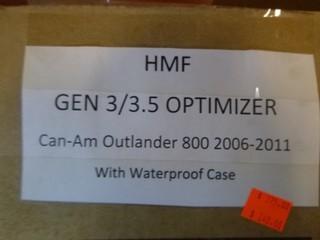 HMF
GEN 3/3.5 OPTIMIZER
Can-Am Outlander 800 2006-2011
With Waterproof Case